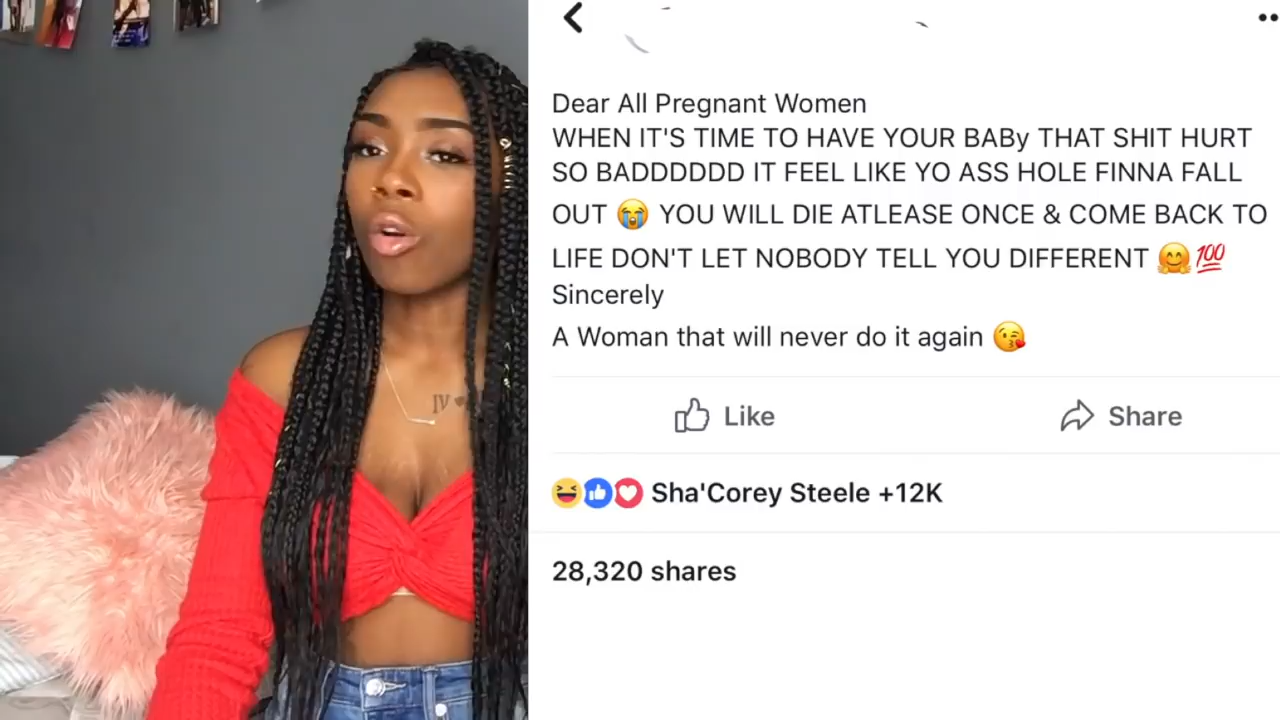 Dear All Pregnant Women
WHEN IT'S TIME TO HAVE YOUR BABy THAT SHIT HURT
SO BADDDDDD IT FEEL LIKE YO ASS HOLE FINNA FALL
OUT 😭 YOU WILL DIE ATLEASE ONCE & COME BACK TO
LIFE DON'T LET NOBODY TELL YOU DIFFERENT 🤗💯
Sincerely
A Woman that will never do it again 😘
Like
Share
Sha'Corey Steele +12K
28,320 shares
IV